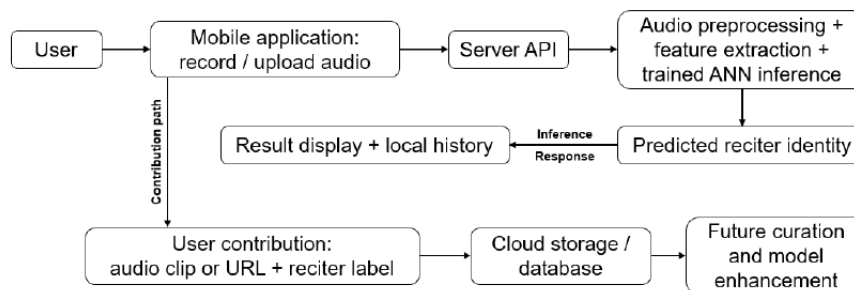 User
Mobile application:
record / upload audio
Server API
Audio preprocessing +
feature extraction +
trained ANN inference
Contribution path
Result display + local history
Inference
Response
Predicted reciter identity
User contribution:
audio clip or URL + reciter label
Cloud storage /
database
Future curation
and model
enhancement